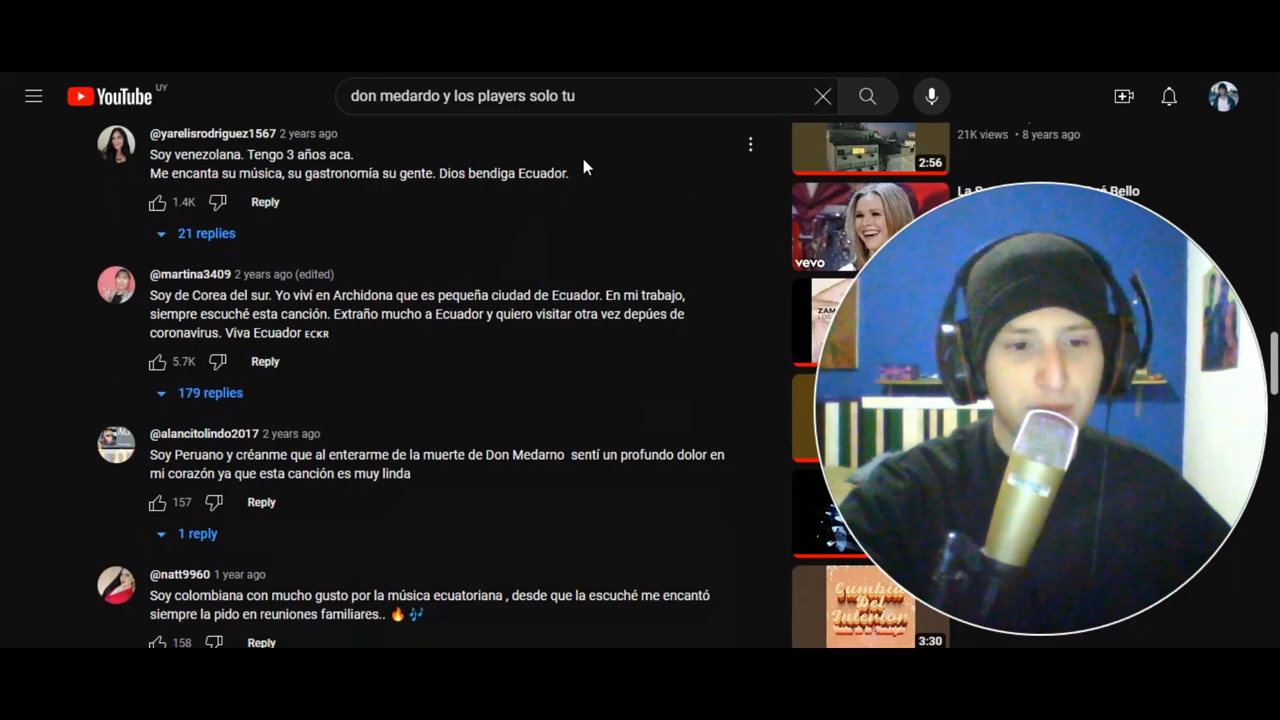 YouTube UY
don medardo y los players solo tu
@yarelisrodriguez1567 2 years ago
Soy venezolana. Tengo 3 años aca.
Me encanta su música, su gastronomía su gente. Dios bendiga Ecuador.
1.4K Reply
21 replies
@martina3409 2 years ago (edited)
Soy de Corea del sur. Yo viví en Archidona que es pequeña ciudad de Ecuador. En mi trabajo,
siempre escuché esta canción. Extraño mucho a Ecuador y quiero visitar otra vez depúes de
coronavirus. Viva Ecuador ECKR
5.7K Reply
179 replies
@alancitolindo2017 2 years ago
Soy Peruano y créanme que al enterarme de la muerte de Don Medarno sentí un profundo dolor en
mi corazón ya que esta canción es muy linda
157 Reply
1 reply
@natt9960 1 year ago
Soy colombiana con mucho gusto por la música ecuatoriana , desde que la escuché me encantó
siempre la pido en reuniones familiares.. 🔥 🎶
158 Reply
21K views • 8 years ago
2:56
Bello
vevo
ZAM
LOS
Cumbia
Del
Interior
3:30